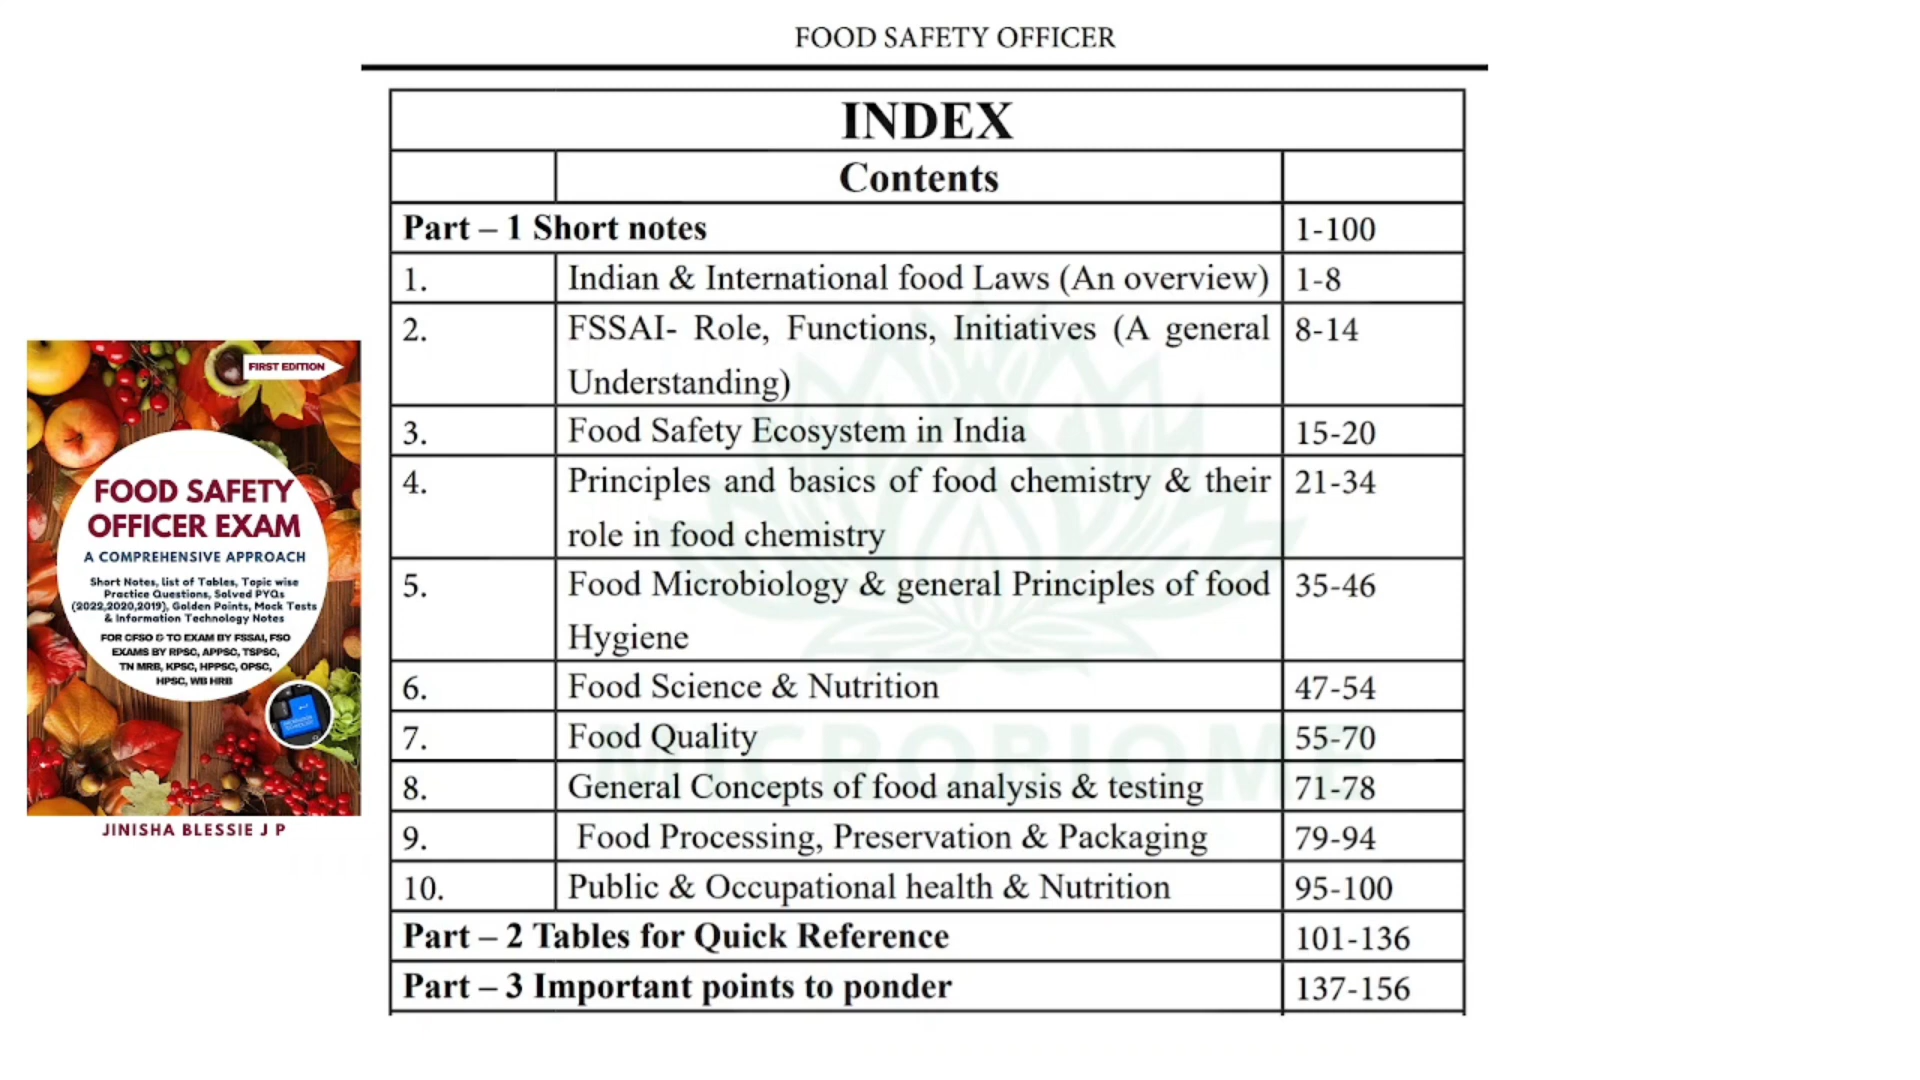 FOOD SAFETY OFFICER
INDEX
Contents
Part – 1 Short notes 1-100
1. Indian & International food Laws (An overview) 1-8
2. FSSAI- Role, Functions, Initiatives (A general 8-14
Understanding)
3. Food Safety Ecosystem in India 15-20
4. Principles and basics of food chemistry & their 21-34
role in food chemistry
5. Food Microbiology & general Principles of food 35-46
Hygiene
6. Food Science & Nutrition 47-54
7. Food Quality 55-70
8. General Concepts of food analysis & testing 71-78
9. Food Processing, Preservation & Packaging 79-94
10. Public & Occupational health & Nutrition 95-100
Part – 2 Tables for Quick Reference 101-136
Part – 3 Important points to ponder 137-156
MICROBIOME
FIRST EDITION
FOOD SAFETY
OFFICER EXAM
A COMPREHENSIVE APPROACH
Short Notes, list of Tables, Topic wise
Practice Questions, Solved PYQs
(2022,2020,2019), Golden Points, Mock Tests
& Information Technology Notes
FOR CFSO & TO EXAM BY FSSAI, FSO
EXAMS BY RPSC, APPSC, TSPSC,
TN MRB, KPSC, HPPSC, OPSC,
HPSC, WB HRB
JINISHA BLESSIE J P